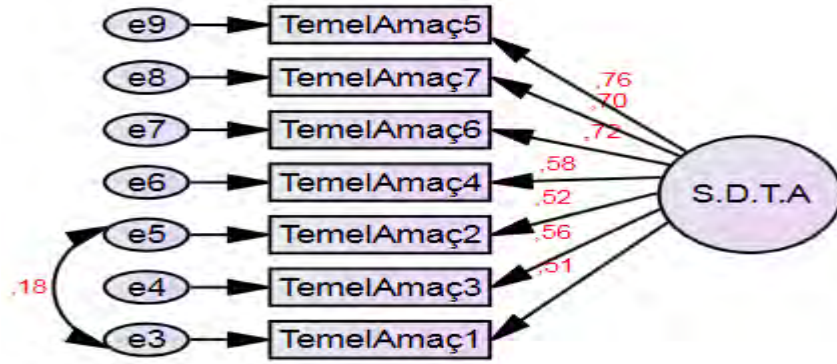 e9 TemelAmaç5
,76
e8 TemelAmaç7
,70
e7 TemelAmaç6
,72
e6 TemelAmaç4
,58
S.D.T.A
,52
e5 TemelAmaç2
,56
,18
e4 TemelAmaç3
,51
e3 TemelAmaç1